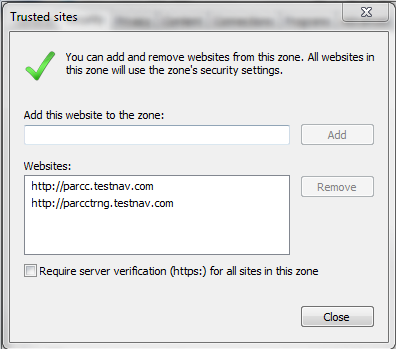 Trusted sites
You can add and remove websites from this zone. All websites in
this zone will use the zone's security settings.
Add this website to the zone:
Add
Websites:
http://parcc.testnav.com
http://parcctrng.testnav.com
Remove
Require server verification (https:) for all sites in this zone
Close